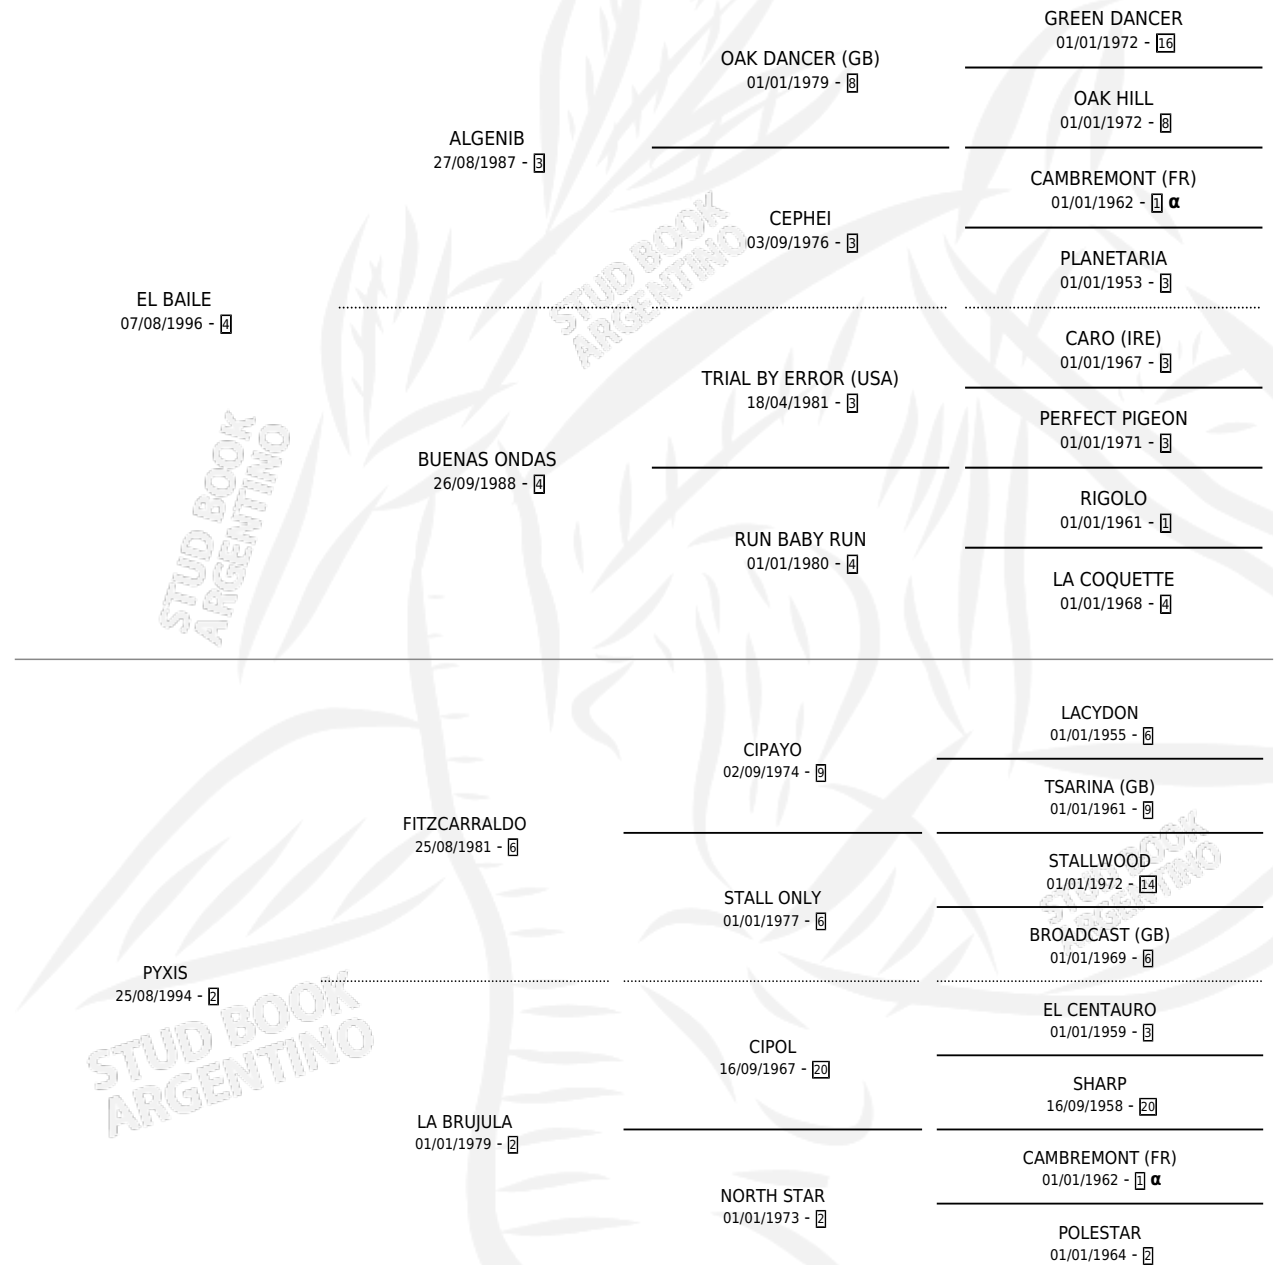 GREEN DANCER
01/01/1972 - 16
OAK DANCER (GB)
01/01/1979 - 8
OAK HILL
01/01/1972 - 8
ALGENIB
27/08/1987 - 3
CAMBREMONT (FR)
01/01/1962 - 1 α
CEPHEI
03/09/1976 - 3
PLANETARIA
01/01/1953 - 3
EL BAILE
07/08/1996 - 4
CARO (IRE)
01/01/1967 - 3
TRIAL BY ERROR (USA)
18/04/1981 - 3
PERFECT PIGEON
01/01/1971 - 3
BUENAS ONDAS
26/09/1988 - 4
RIGOLO
01/01/1961 - 1
RUN BABY RUN
01/01/1980 - 4
LA COQUETTE
01/01/1968 - 4
LACYDON
01/01/1955 - 6
CIPAYO
02/09/1974 - 9
TSARINA (GB)
01/01/1961 - 9
FITZCARRALDO
25/08/1981 - 6
STALLWOOD
01/01/1972 - 14
STALL ONLY
01/01/1977 - 6
BROADCAST (GB)
01/01/1969 - 6
PYXIS
25/08/1994 - 2
EL CENTAURO
01/01/1959 - 3
CIPOL
16/09/1967 - 20
SHARP
16/09/1958 - 20
LA BRUJULA
01/01/1979 - 2
CAMBREMONT (FR)
01/01/1962 - 1 α
NORTH STAR
01/01/1973 - 2
POLESTAR
01/01/1964 - 2
STUD BOOK
ARGENTINO
STUD BOOK
ARGENTINO
STUD BOOK
ARGENTINO
STUD BOOK
ARGENTINO